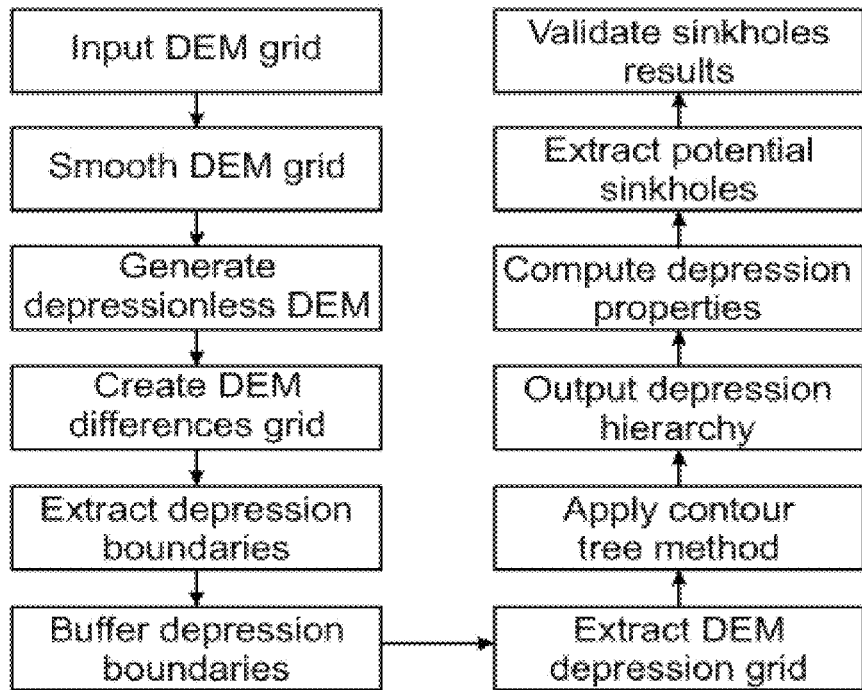 Input DEM grid
Smooth DEM grid
Generate
depressionless DEM
Create DEM
differences grid
Extract depression
boundaries
Buffer depression
boundaries
Extract DEM
depression grid
Apply contour
tree method
Output depression
hierarchy
Compute depression
properties
Extract potential
sinkholes
Validate sinkholes
results